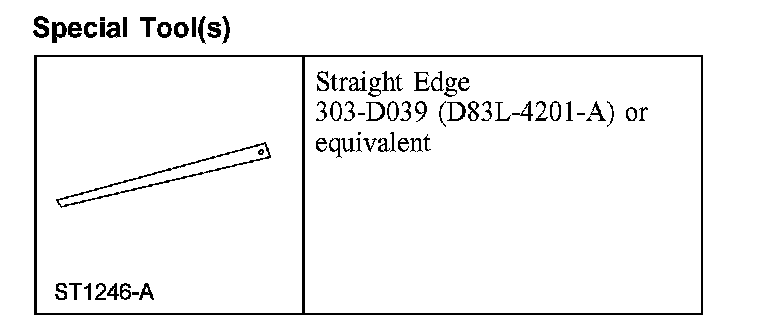 Special Tool(s)
Straight Edge
303-D039 (D83L-4201-A) or
equivalent
ST1246-A